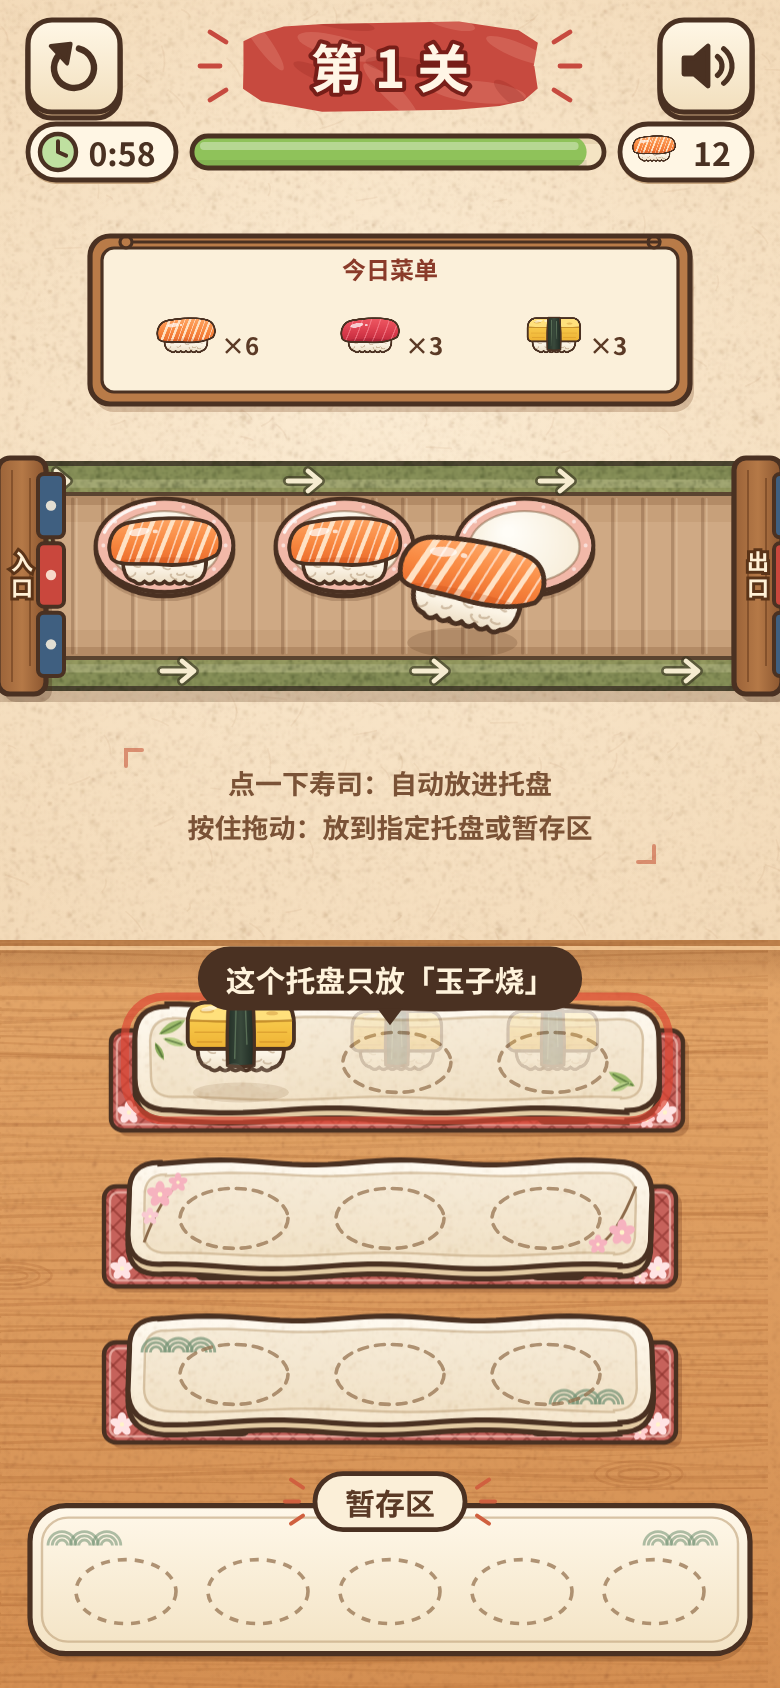 第1关
0:58
12
今日菜单
×6
×3
×3
入口
出口
点一下寿司：自动放进托盘
按住拖动：放到指定托盘或暂存区
这个托盘只放「玉子烧」
暂存区